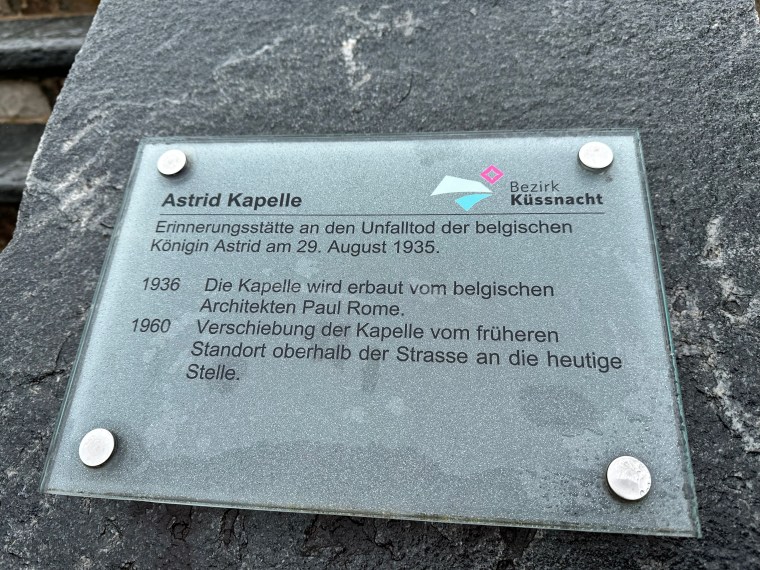 Astrid Kapelle
Bezirk
Küssnacht
Erinnerungsstätte an den Unfalltod der belgischen
Königin Astrid am 29. August 1935.
1936 Die Kapelle wird erbaut vom belgischen
Architekten Paul Rome.
1960 Verschiebung der Kapelle vom früheren
Standort oberhalb der Strasse an die heutige
Stelle.